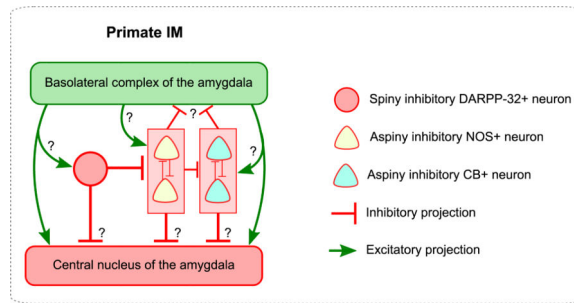 Primate IM
Basolateral complex of the amygdala
?
?
?
?
?
?
?
?
Central nucleus of the amygdala
Spiny inhibitory DARPP-32+ neuron
Aspiny inhibitory NOS+ neuron
Aspiny inhibitory CB+ neuron
Inhibitory projection
Excitatory projection